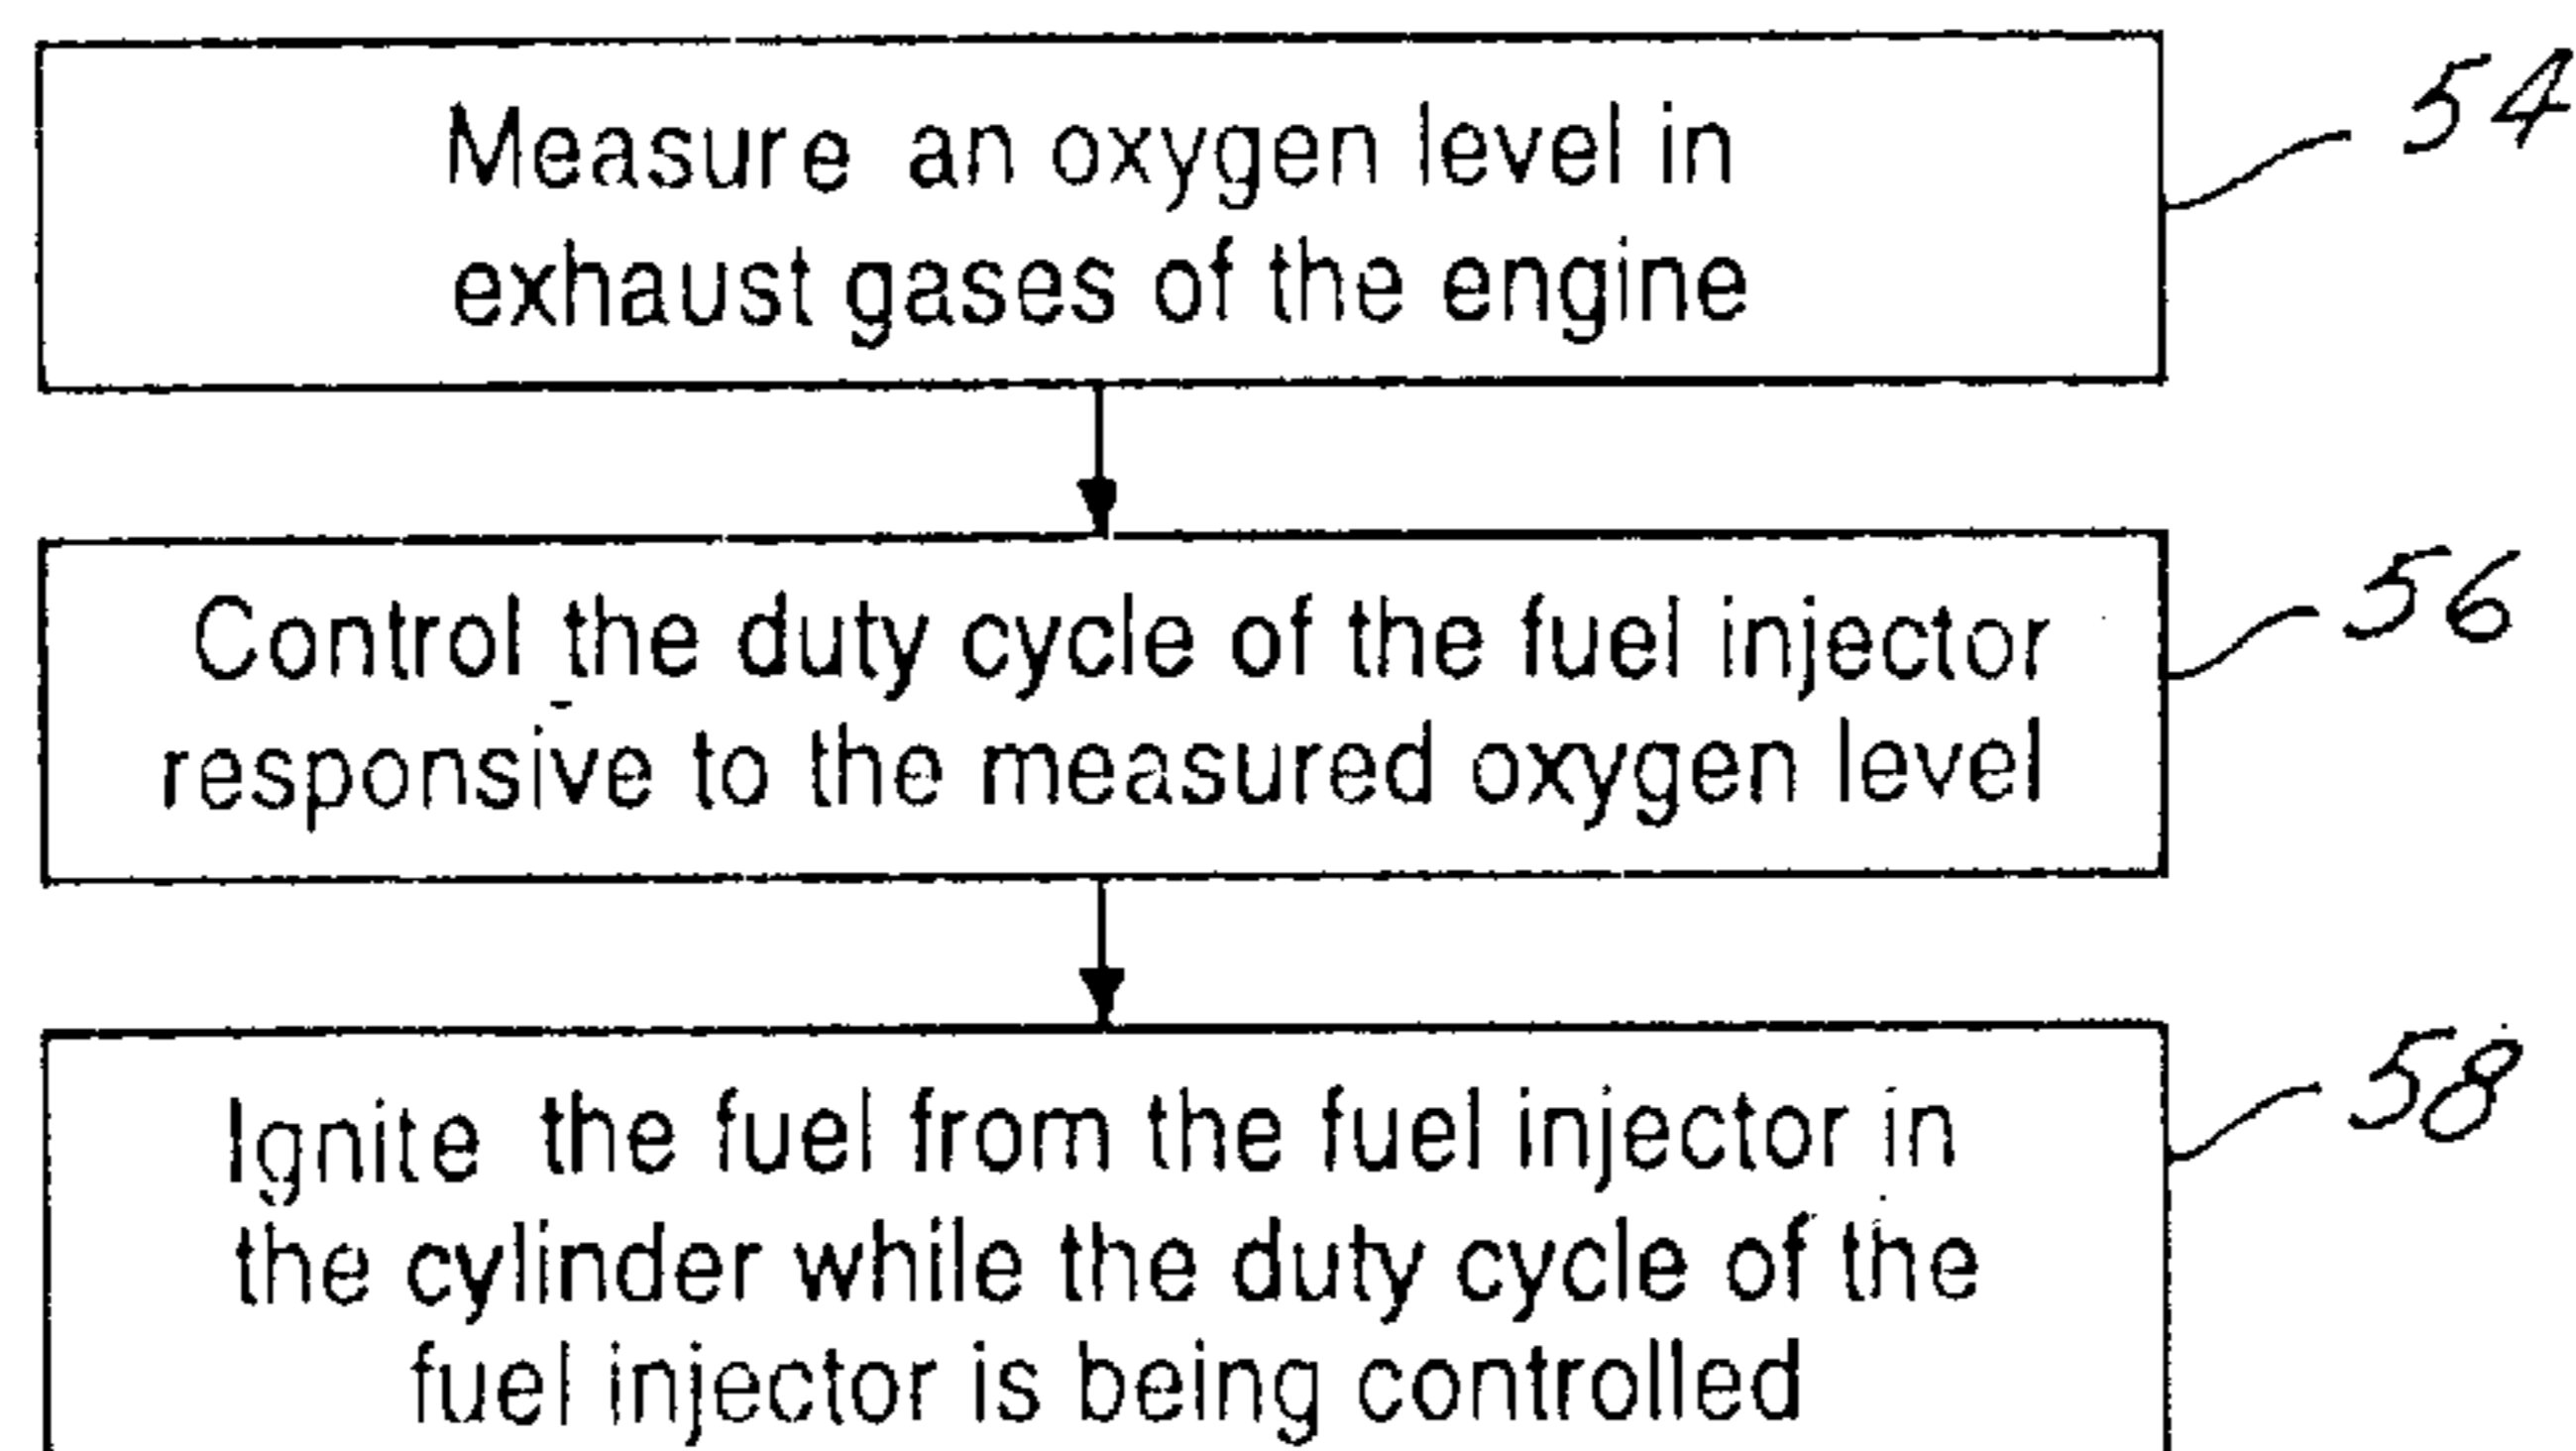 Measure an oxygen level in
exhaust gases of the engine
54
Control the duty cycle of the fuel injector
responsive to the measured oxygen level
56
Ignite the fuel from the fuel injector in
the cylinder while the duty cycle of the
fuel injector is being controlled
58